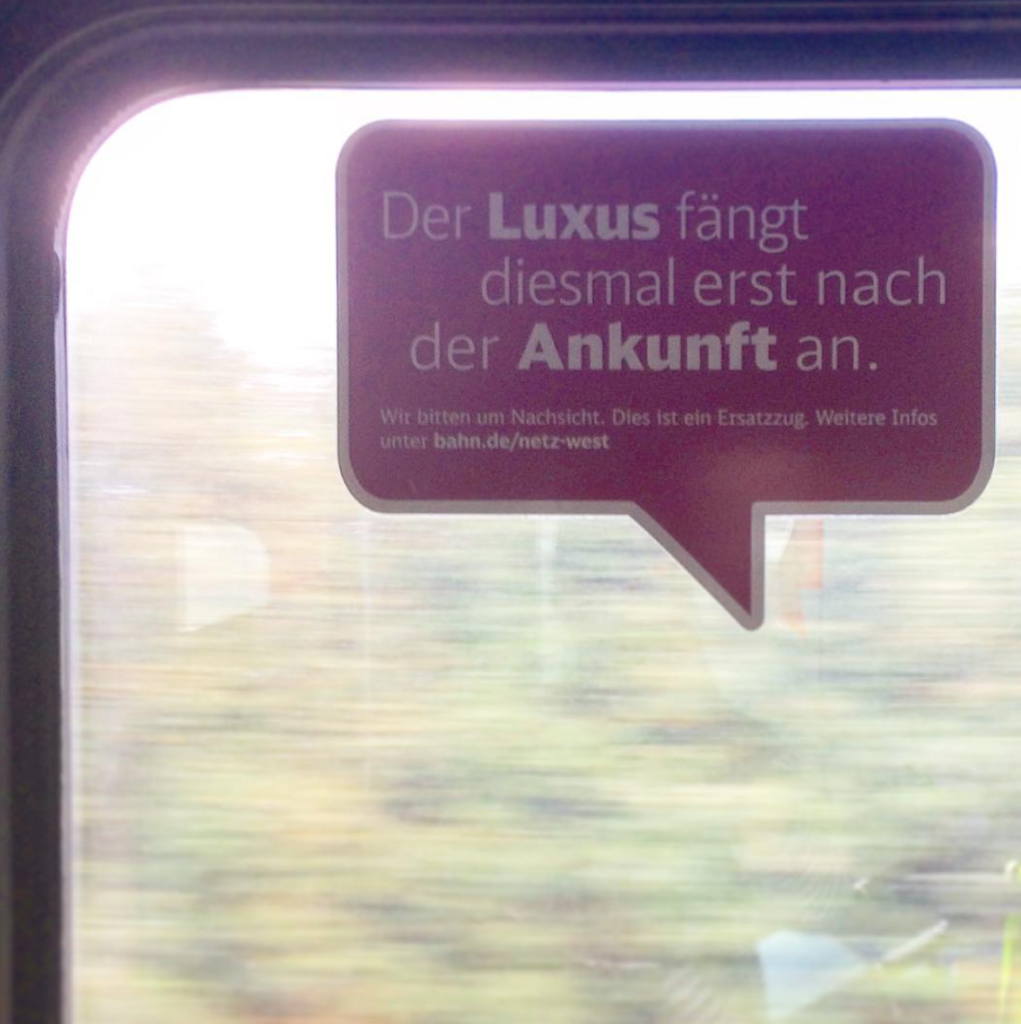 Der Luxus fängt
diesmal erst nach
der Ankunft an.
Wir bitten um Nachsicht. Dies ist ein Ersatzzug. Weitere Infos
unter bahn.de/netz-west